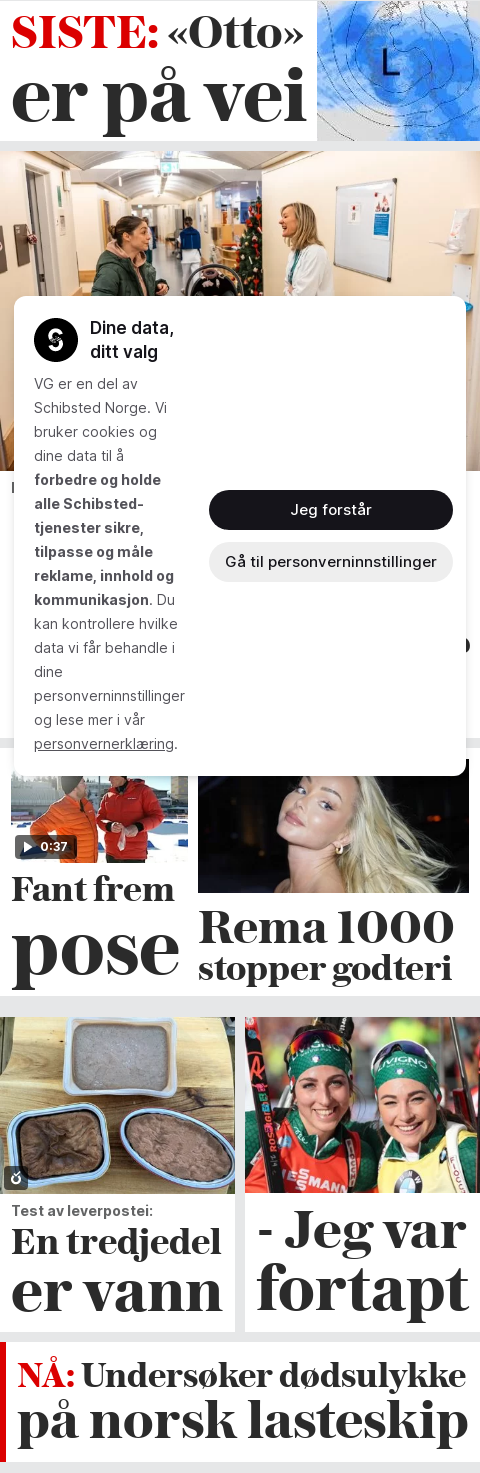 SISTE: «Otto»
er på vei
L
Dine data,
ditt valg
VG er en del av
Schibsted Norge. Vi
bruker cookies og
dine data til å
forbedre og holde
alle Schibsted-
tjenester sikre,
tilpasse og måle
reklame, innhold og
kommunikasjon. Du
kan kontrollere hvilke
data vi får behandle i
dine
personverninnstillinger
og lese mer i vår
personvernerklæring.
Jeg forstår
Gå til personverninnstillinger
0:37
Fant frem
pose
Rema 1000
stopper godteri
Test av leverpostei:
En tredjedel
er vann
- Jeg var
fortapt
NÅ: Undersøker dødsulykke
på norsk lasteskip